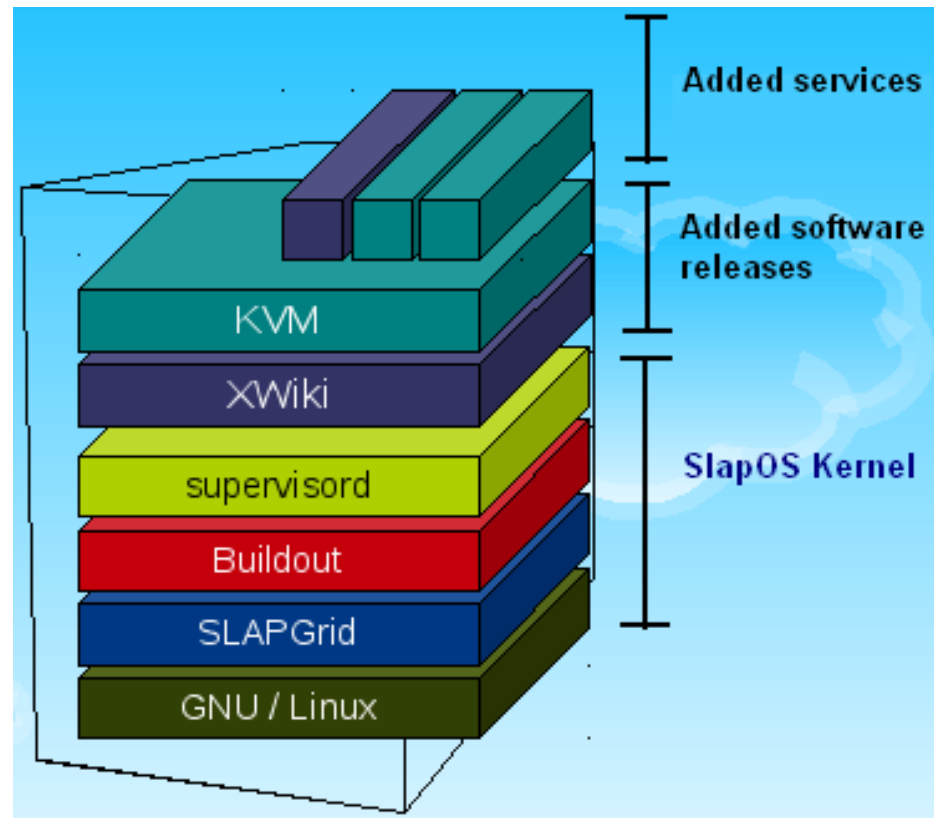 Added services
Added software
releases
KVM
XWiki
SlapOS Kernel
supervisord
Buildout
SLAPGrid
GNU / Linux